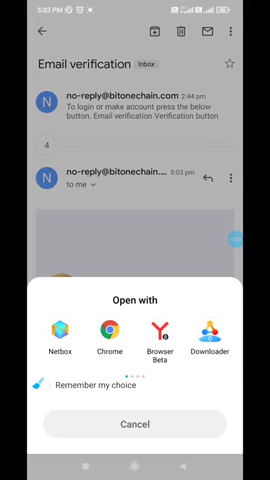 5:03 PM
Email verification Inbox
N no-reply@bitonechain.com 2:44 pm
To login or make account press the below
button. Email verification Verification button
4
N no-reply@bitonechain.... 5:03 pm
to me
Open with
Netbox Chrome Browser Beta Downloader
Remember my choice
Cancel